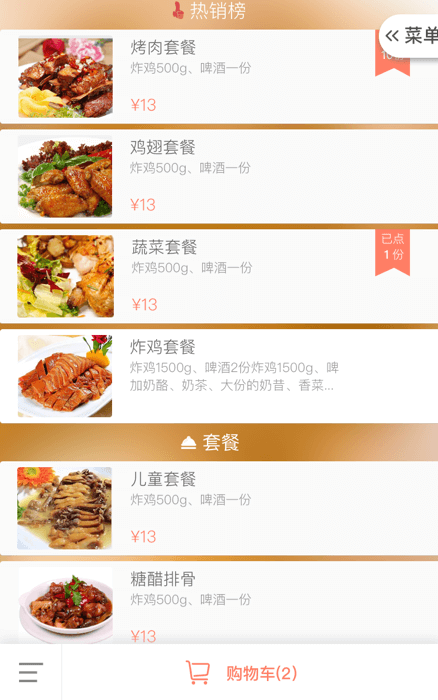 热销榜
菜单
烤肉套餐
炸鸡500g、啤酒一份
¥13
鸡翅套餐
炸鸡500g、啤酒一份
¥13
蔬菜套餐
已点
1 份
炸鸡500g、啤酒一份
¥13
炸鸡套餐
炸鸡1500g、啤酒2份炸鸡1500g、啤
加奶酪、奶茶、大份的奶昔、香菜...
套餐
儿童套餐
炸鸡500g、啤酒一份
¥13
糖醋排骨
炸鸡500g、啤酒一份
¥13
购物车(2)